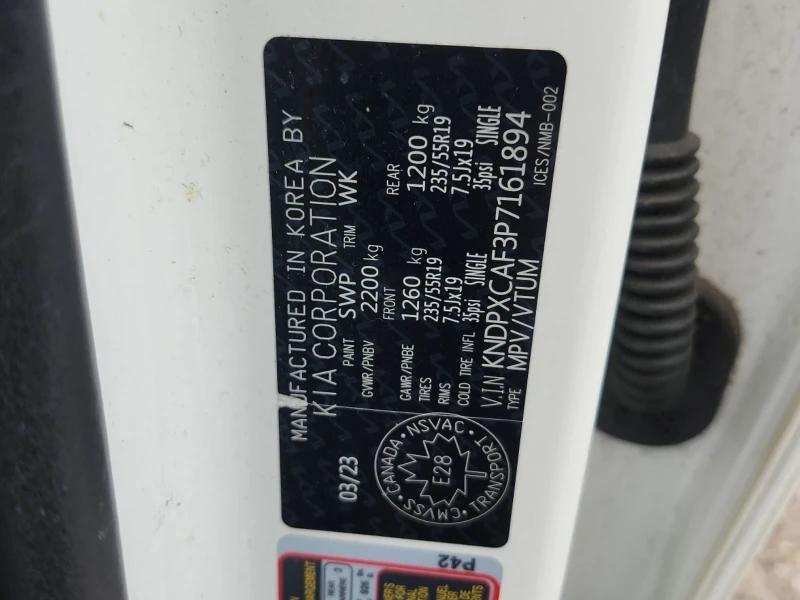 MANUFACTURED IN KOREA BY
KIA CORPORATION
03/23
PAINT SWP TRIM WK
GVWR/PNBV 2200 kg
FRONT REAR
GAWR/PNBE 1260 kg 1200 kg
TIRES 235/55R19 235/55R19
RIMS 7.5Jx19 7.5Jx19
COLD TIRE INFL 35psi SINGLE 35psi SINGLE
V.I.N KNDPXCAF3P7161894
TYPE MPV/VTUM
ICES/NMB-002
CANADA • NSVAC • TRANSPORT • CMVSS
E28
P42